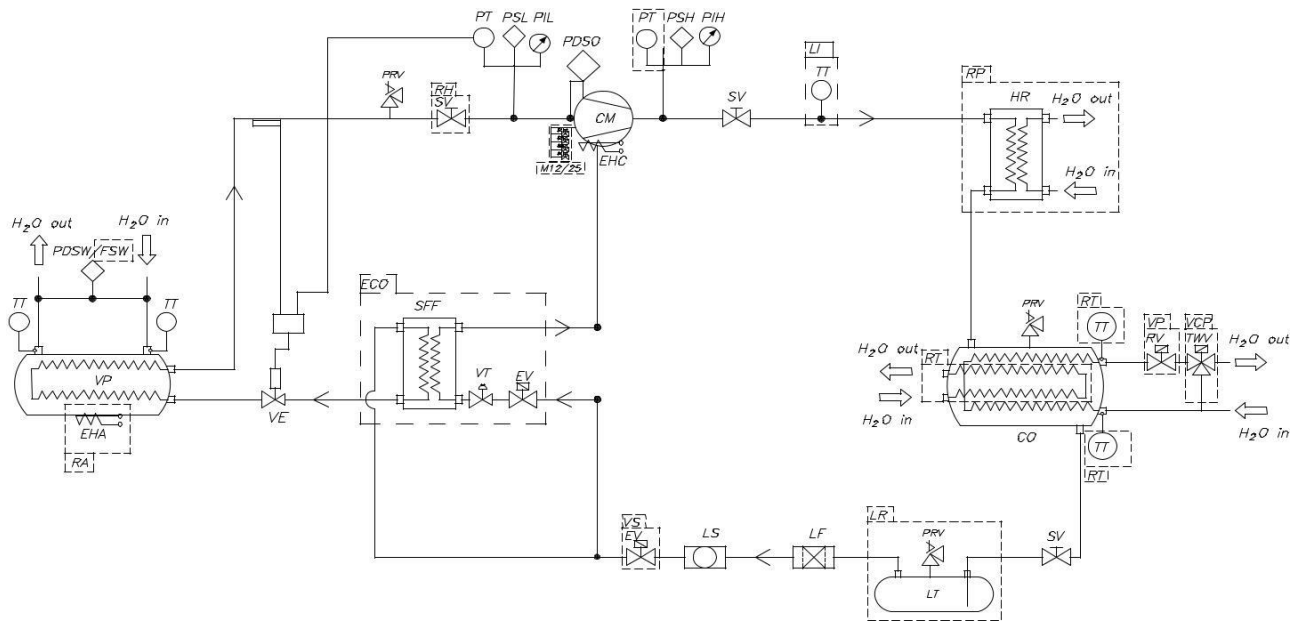 PT PSL PIL
PDSO
PT PSH PIH
LI
TT
PRV
RH
SV
CM
SV
EHC
M12/25
RP
HR
H₂O out
H₂O in
H₂O out H₂O in
PDSW/FSW
TT TT
VP
EHA
RA
VE
ECO
SFF
VT EV
PRV
RT
TT
VP
RV
VCP
TWV
H₂O out
H₂O out
RT
H₂O in
H₂O in
CO
TT
RT
VS
EV
LS
LF
LR
PRV
LT
SV